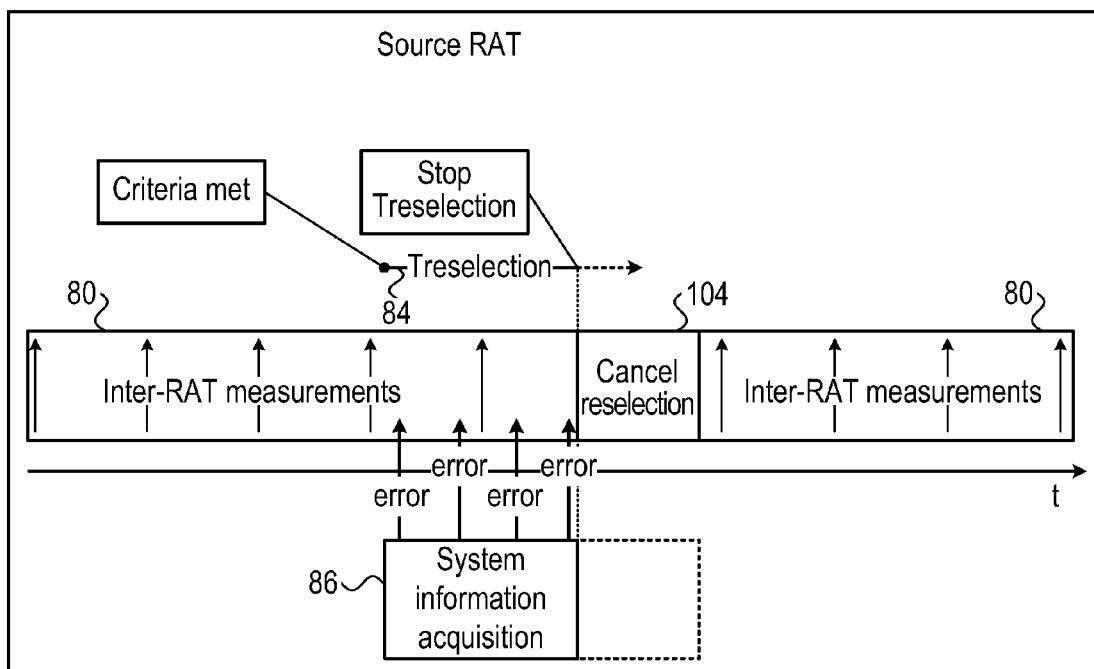 Source RAT
Criteria met
Stop
Treselection
Treselection
80
84
104
80
Inter-RAT measurements
Cancel
reselection
Inter-RAT measurements
error
error
error
error
t
86
System
information
acquisition